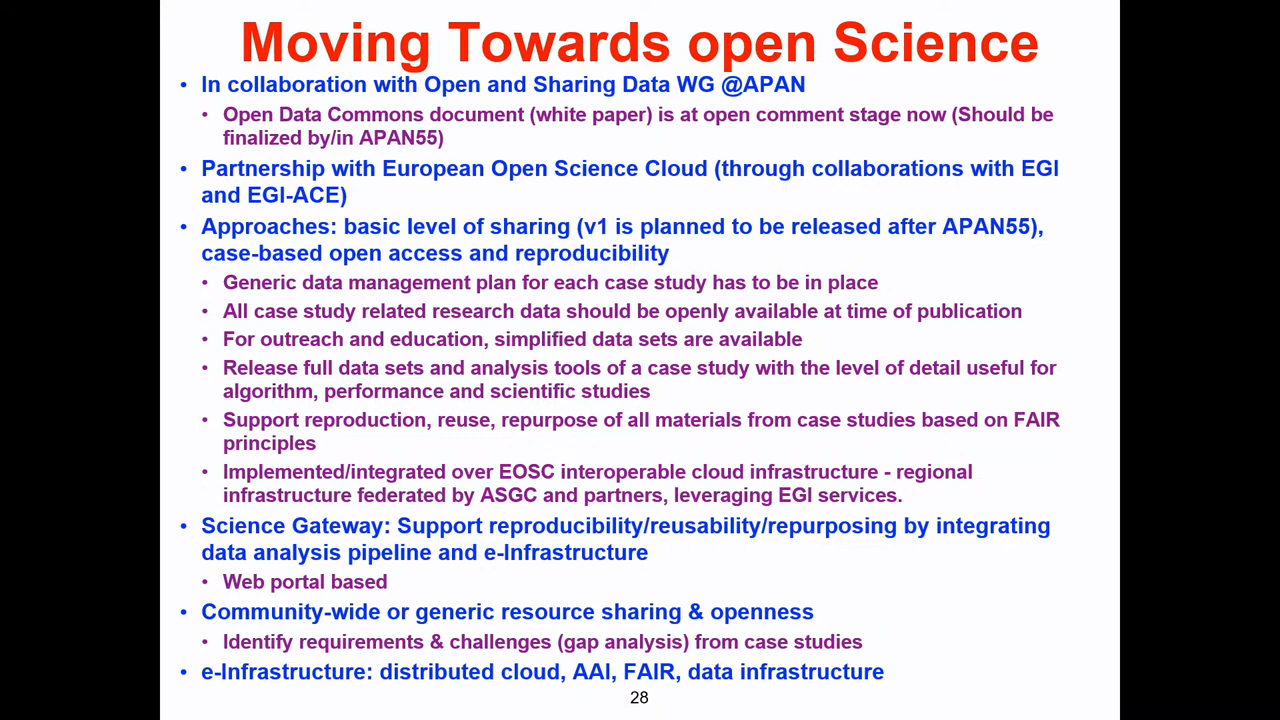 Moving Towards open Science
• In collaboration with Open and Sharing Data WG @APAN
• Open Data Commons document (white paper) is at open comment stage now (Should be
finalized by/in APAN55)
• Partnership with European Open Science Cloud (through collaborations with EGI
and EGI-ACE)
• Approaches: basic level of sharing (v1 is planned to be released after APAN55),
case-based open access and reproducibility
• Generic data management plan for each case study has to be in place
• All case study related research data should be openly available at time of publication
• For outreach and education, simplified data sets are available
• Release full data sets and analysis tools of a case study with the level of detail useful for
algorithm, performance and scientific studies
• Support reproduction, reuse, repurpose of all materials from case studies based on FAIR
principles
• Implemented/integrated over EOSC interoperable cloud infrastructure - regional
infrastructure federated by ASGC and partners, leveraging EGI services.
• Science Gateway: Support reproducibility/reusability/repurposing by integrating
data analysis pipeline and e-Infrastructure
• Web portal based
• Community-wide or generic resource sharing & openness
• Identify requirements & challenges (gap analysis) from case studies
• e-Infrastructure: distributed cloud, AAI, FAIR, data infrastructure
28